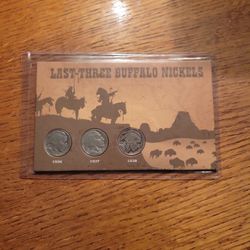 LAST THREE BUFFALO NICKELS
1936 1937 1938